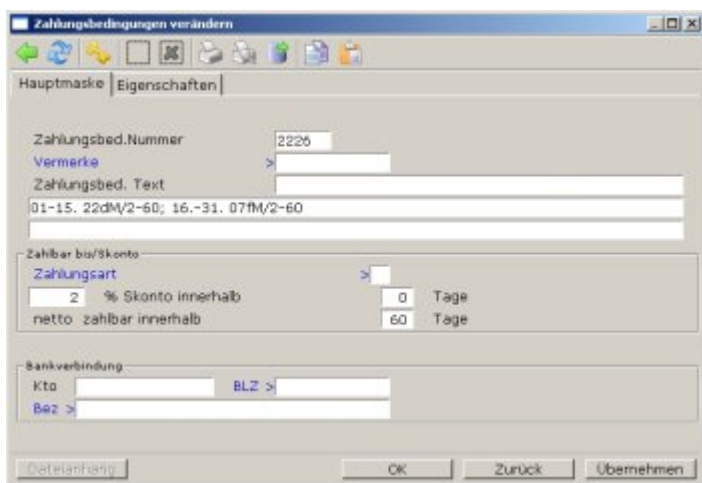 Zahlungsbedingungen verändern
Hauptmaske Eigenschaften
Zahlungsbed.Nummer 2226
Vermerke >
Zahlungsbed. Text
01-15. 22dM/2-60; 16.-31. 07fM/2-60
Zahlbar bis/Skonto
Zahlungsart >
2 % Skonto innerhalb 0 Tage
netto zahlbar innerhalb 60 Tage
Bankverbindung
Kto BLZ >
Bez >
Dateianhang OK Zurück Übernehmen